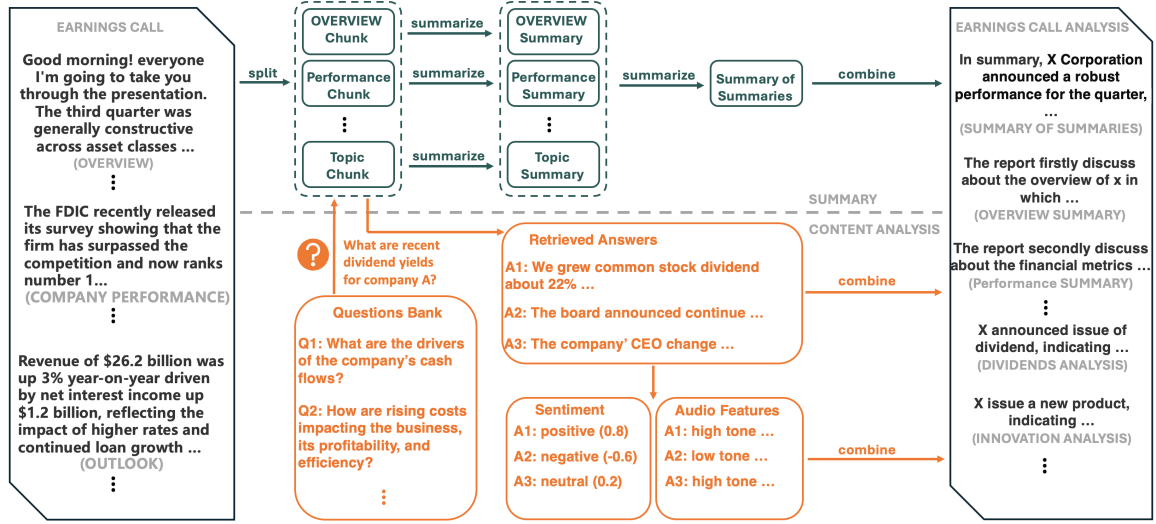 EARNINGS CALL
Good morning! everyone
I'm going to take you
through the presentation.
The third quarter was
generally constructive
across asset classes ...
(OVERVIEW)
The FDIC recently released
its survey showing that the
firm has surpassed the
competition and now ranks
number 1...
(COMPANY PERFORMANCE)
Revenue of $26.2 billion was
up 3% year-on-year driven
by net interest income up
$1.2 billion, reflecting the
impact of higher rates and
continued loan growth ...
(OUTLOOK)
split
OVERVIEW
Chunk
summarize
OVERVIEW
Summary
Performance
Chunk
summarize
Performance
Summary
summarize
Summary of
Summaries
combine
Topic
Chunk
summarize
Topic
Summary
SUMMARY
CONTENT ANALYSIS
?
What are recent
dividend yields
for company A?
Questions Bank
Q1: What are the drivers
of the company's cash
flows?
Q2: How are rising costs
impacting the business,
its profitability, and
efficiency?
Retrieved Answers
A1: We grew common stock dividend
about 22% ...
A2: The board announced continue ...
A3: The company' CEO change ...
combine
Sentiment
A1: positive (0.8)
A2: negative (-0.6)
A3: neutral (0.2)
Audio Features
A1: high tone ...
A2: low tone ...
A3: high tone ...
combine
EARNINGS CALL ANALYSIS
In summary, X Corporation
announced a robust
performance for the quarter,
...
(SUMMARY OF SUMMARIES)
The report firstly discuss
about the overview of x in
which ...
(OVERVIEW SUMMARY)
The report secondly discuss
about the financial metrics ...
(Performance SUMMARY)
X announced issue of
dividend, indicating ...
(DIVIDENDS ANALYSIS)
X issue a new product,
indicating ...
(INNOVATION ANALYSIS)